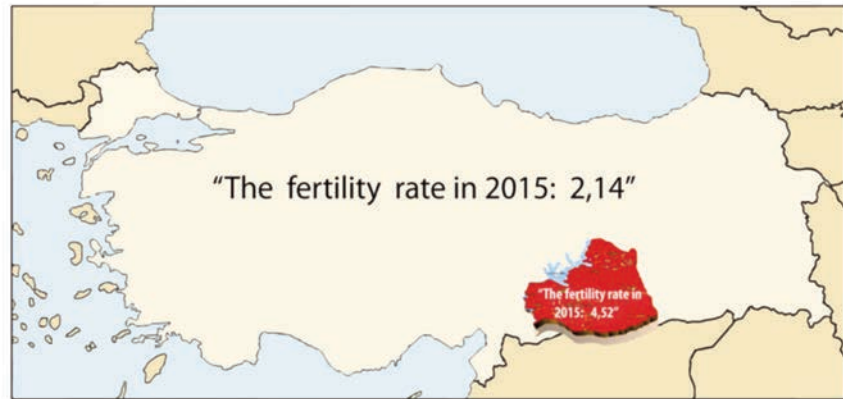 “The fertility rate in 2015: 2,14”
“The fertility rate in
2015: 4,52”